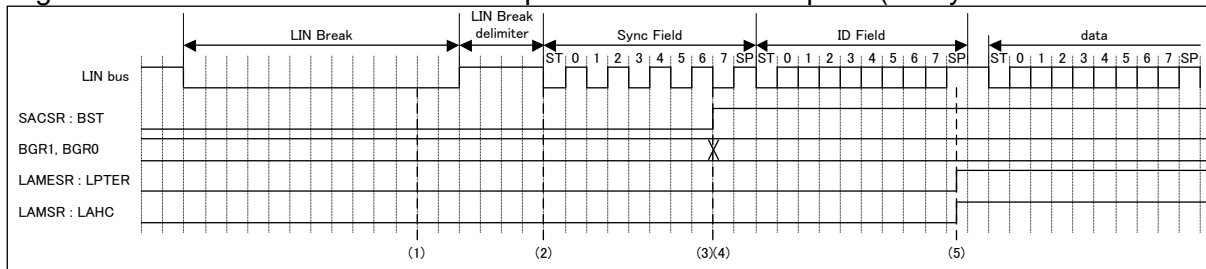 LIN Break
LIN Break
delimiter
Sync Field
ID Field
data
ST 0 1 2 3 4 5 6 7 SP ST 0 1 2 3 4 5 6 7 SP ST 0 1 2 3 4 5 6 7 SP
LIN bus
SACSR : BST
BGR1, BGR0
LAMESR : LPTER
LAMSR : LAHC
(1) (2) (3)(4) (5)